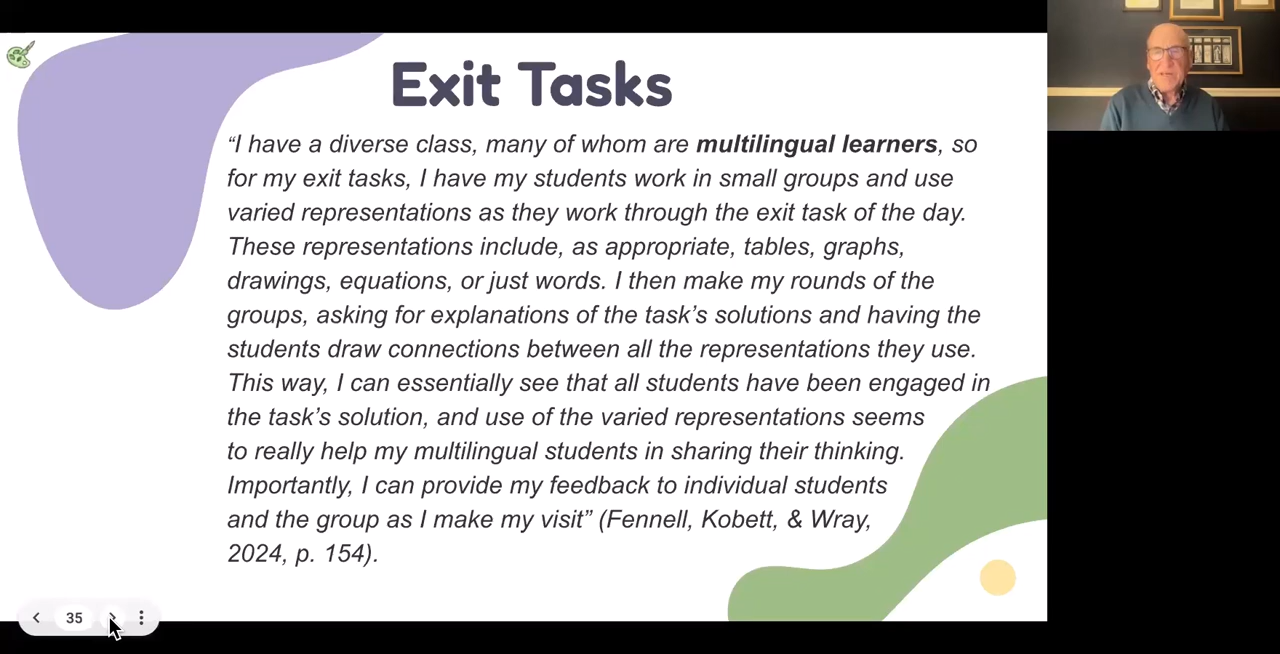 Exit Tasks
“I have a diverse class, many of whom are multilingual learners, so
for my exit tasks, I have my students work in small groups and use
varied representations as they work through the exit task of the day.
These representations include, as appropriate, tables, graphs,
drawings, equations, or just words. I then make my rounds of the
groups, asking for explanations of the task’s solutions and having the
students draw connections between all the representations they use.
This way, I can essentially see that all students have been engaged in
the task’s solution, and use of the varied representations seems
to really help my multilingual students in sharing their thinking.
Importantly, I can provide my feedback to individual students
and the group as I make my visit” (Fennell, Kobett, & Wray,
2024, p. 154).
35